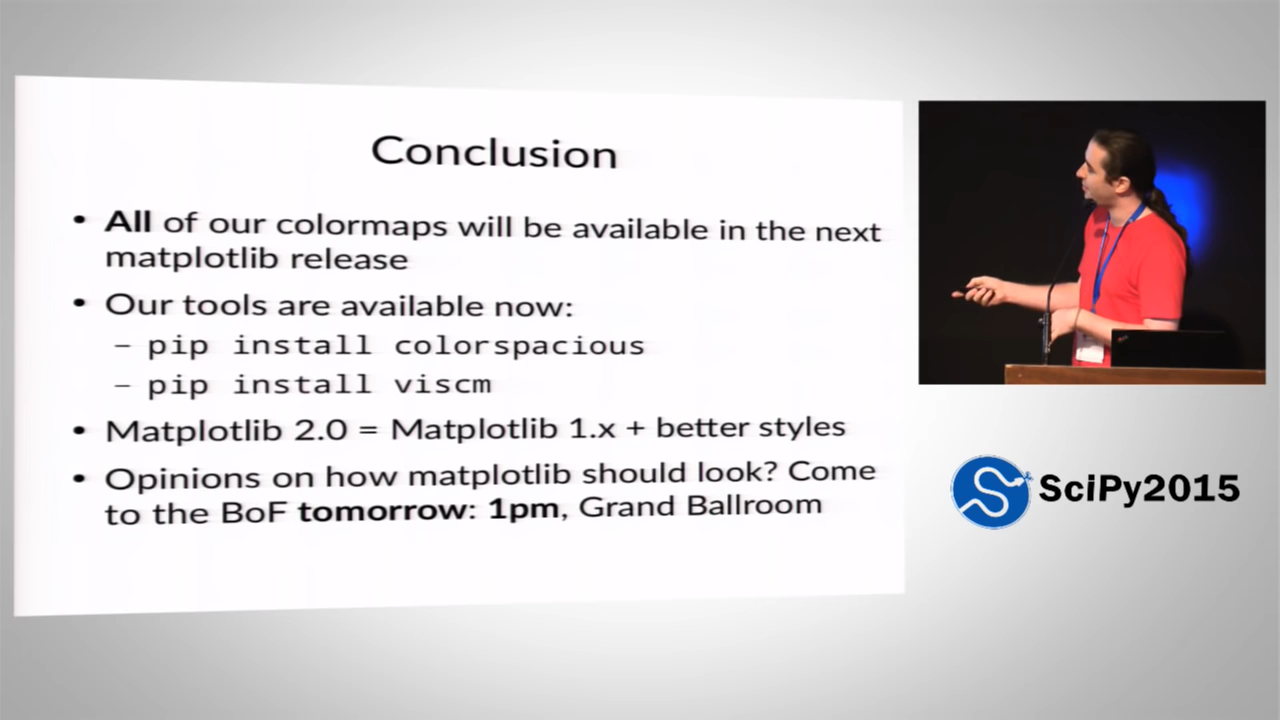 Conclusion
• All of our colormaps will be available in the next
matplotlib release
• Our tools are available now:
– pip install colorspacious
– pip install viscm
• Matplotlib 2.0 = Matplotlib 1.x + better styles
• Opinions on how matplotlib should look? Come
to the BoF tomorrow: 1pm, Grand Ballroom
SciPy2015